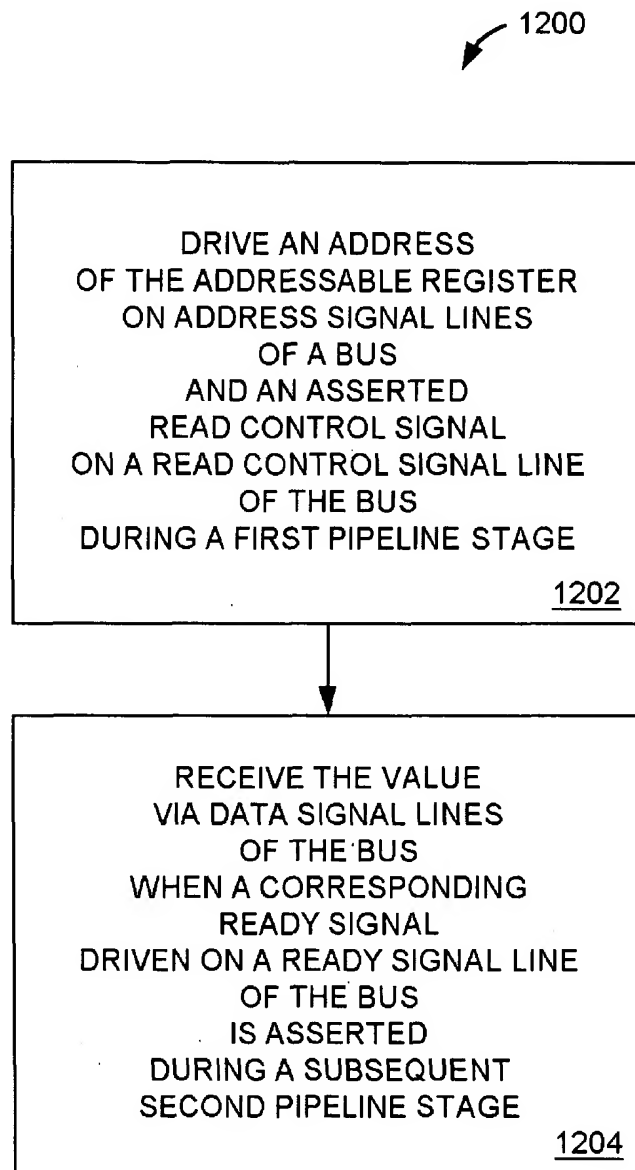 1200
DRIVE AN ADDRESS
OF THE ADDRESSABLE REGISTER
ON ADDRESS SIGNAL LINES
OF A BUS
AND AN ASSERTED
READ CONTROL SIGNAL
ON A READ CONTROL SIGNAL LINE
OF THE BUS
DURING A FIRST PIPELINE STAGE
1202
RECEIVE THE VALUE
VIA DATA SIGNAL LINES
OF THE BUS
WHEN A CORRESPONDING
READY SIGNAL
DRIVEN ON A READY SIGNAL LINE
OF THE BUS
IS ASSERTED
DURING A SUBSEQUENT
SECOND PIPELINE STAGE
1204